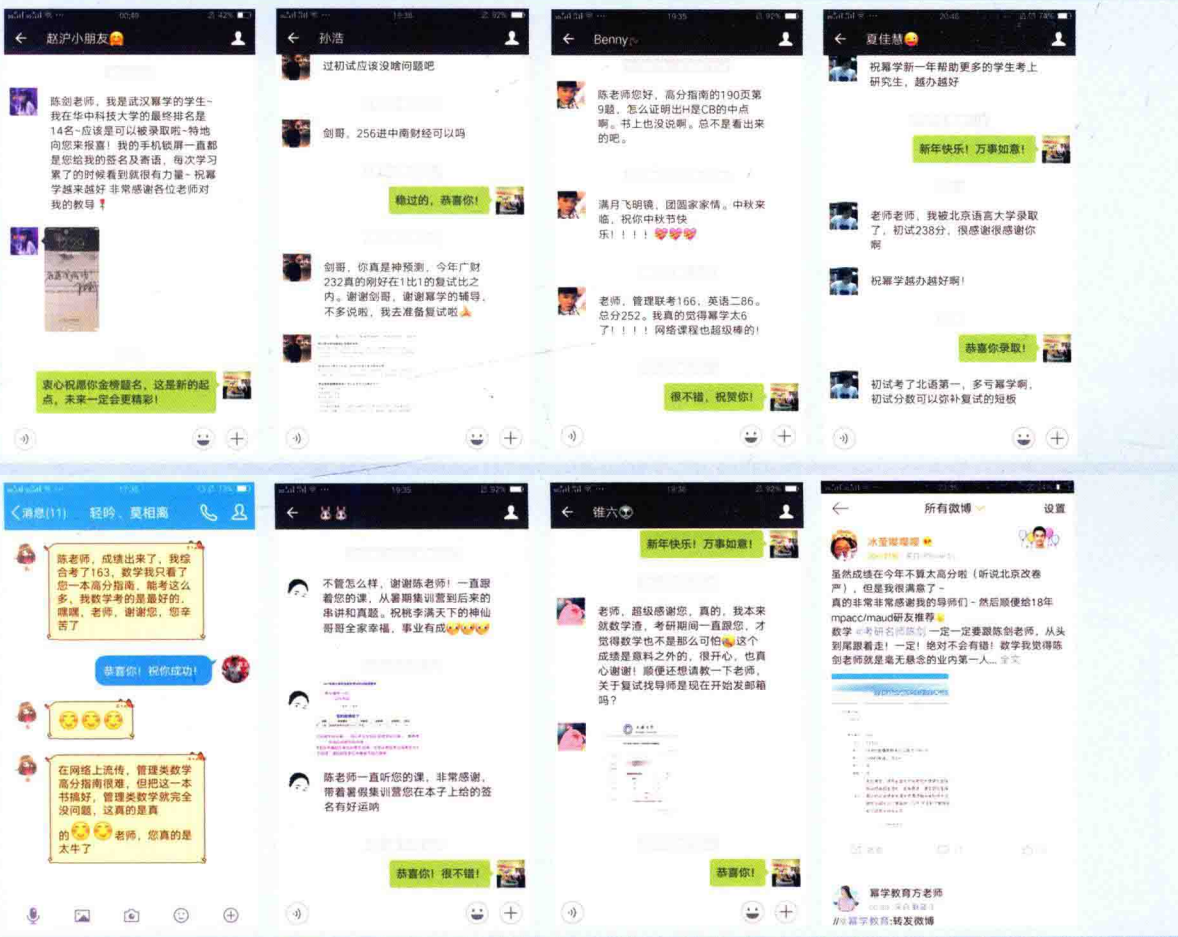 00:49
42%
赵沪小朋友
陈剑老师，我是武汉幂学的学生~
我在华中科技大学的最终排名是
14名~应该是可以被录取啦~特地
向您来报喜！我的手机锁屏一直都
是您给我的签名及寄语，每次学习
累了的时候看到就很有力量~祝幂
学越来越好 非常感谢各位老师对
我的教导
衷心祝愿你金榜题名，这是新的起
点，未来一定会更精彩！
19:36
92%
孙浩
过初试应该没啥问题吧
剑哥，256进中南财经可以吗
稳过的，恭喜你！
剑哥，你真是神预测，今年广财
232真的刚好在1比1的复试比之
内。谢谢剑哥，谢谢幂学的辅导，
不多说啦，我去准备复试啦
19:35
92%
Benny
陈老师您好，高分指南的190页第
9题，怎么证明出H是CB的中点
啊。书上也没说啊。总不是看出来
的吧。
满月飞明镜，团圆家家情。中秋来
临，祝你中秋节快
乐！！！！
老师，管理联考166，英语二86。
总分252。我真的觉得幂学太6
了！！！！网络课程也超级棒的！
很不错，祝贺你！
20:46
74%
夏佳慧
祝幂学新一年帮助更多的学生考上
研究生，越办越好
新年快乐！万事如意！
老师老师，我被北京语言大学录取
了，初试238分，很感谢很感谢你
啊
祝幂学越办越好啊！
恭喜你录取！
初试考了北语第一，多亏幂学啊，
初试分数可以弥补复试的短板
消息(11)
轻吟、莫相离
陈老师，成绩出来了，我综
合考了163，数学我只看了
您一本高分指南，能考这么
多、我数学考的是最好的，
嘿嘿，老师，谢谢您，您辛
苦了
恭喜你！祝你成功！
在网络上流传，管理类数学
高分指南很难，但把这一本
书搞好，管理类数学就完全
没问题，这真的是真
的 老师，您真的是
太牛了
19:35
92%
不管怎么样，谢谢陈老师！一直跟
着您的课，从暑期集训营到后来的
串讲和真题。祝桃李满天下的神仙
哥哥全家幸福，事业有成
陈老师一直听您的课，非常感谢，
带着暑假集训营您在本子上给的签
名有好运呐
恭喜你！很不错！
19:36
92%
锥六
新年快乐！万事如意！
老师，超级感谢您，真的，我本来
就数学渣，考研期间一直跟您，才
觉得数学也不是那么可怕 这个
成绩是意料之外的，很开心，也真
心谢谢！顺便还想请教一下老师，
关于复试找导师是现在开始发邮箱
吗？
恭喜你！
所有微博
设置
虽然成绩在今年不算太高分啦（听说北京改卷
严），但是我很满意了~
真的非常非常感谢我的导师们~然后顺便给18年
mpacc/maud研友推荐
数学 @考研名师陈剑 一定一定要跟陈剑老师，从头
到尾跟着走！一定！绝对不会有错！数学我觉得陈
剑老师就是毫无悬念的业内第一人... 全文
幂学教育方老师
//@幂学教育:转发微博